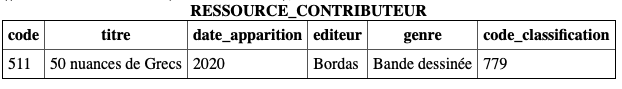 RESSOURCE_CONTRIBUTEUR
code titre date_apparition editeur genre code_classification
511 50 nuances de Grecs 2020 Bordas Bande dessinée 779